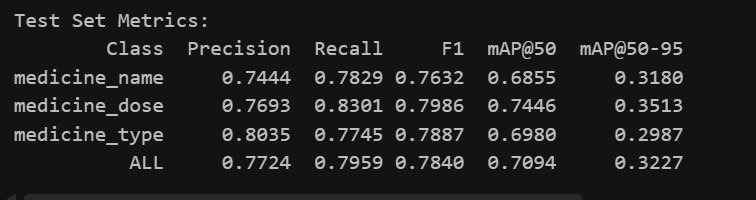 Test Set Metrics:
Class Precision Recall F1 mAP@50 mAP@50-95
medicine_name 0.7444 0.7829 0.7632 0.6855 0.3180
medicine_dose 0.7693 0.8301 0.7986 0.7446 0.3513
medicine_type 0.8035 0.7745 0.7887 0.6980 0.2987
ALL 0.7724 0.7959 0.7840 0.7094 0.3227